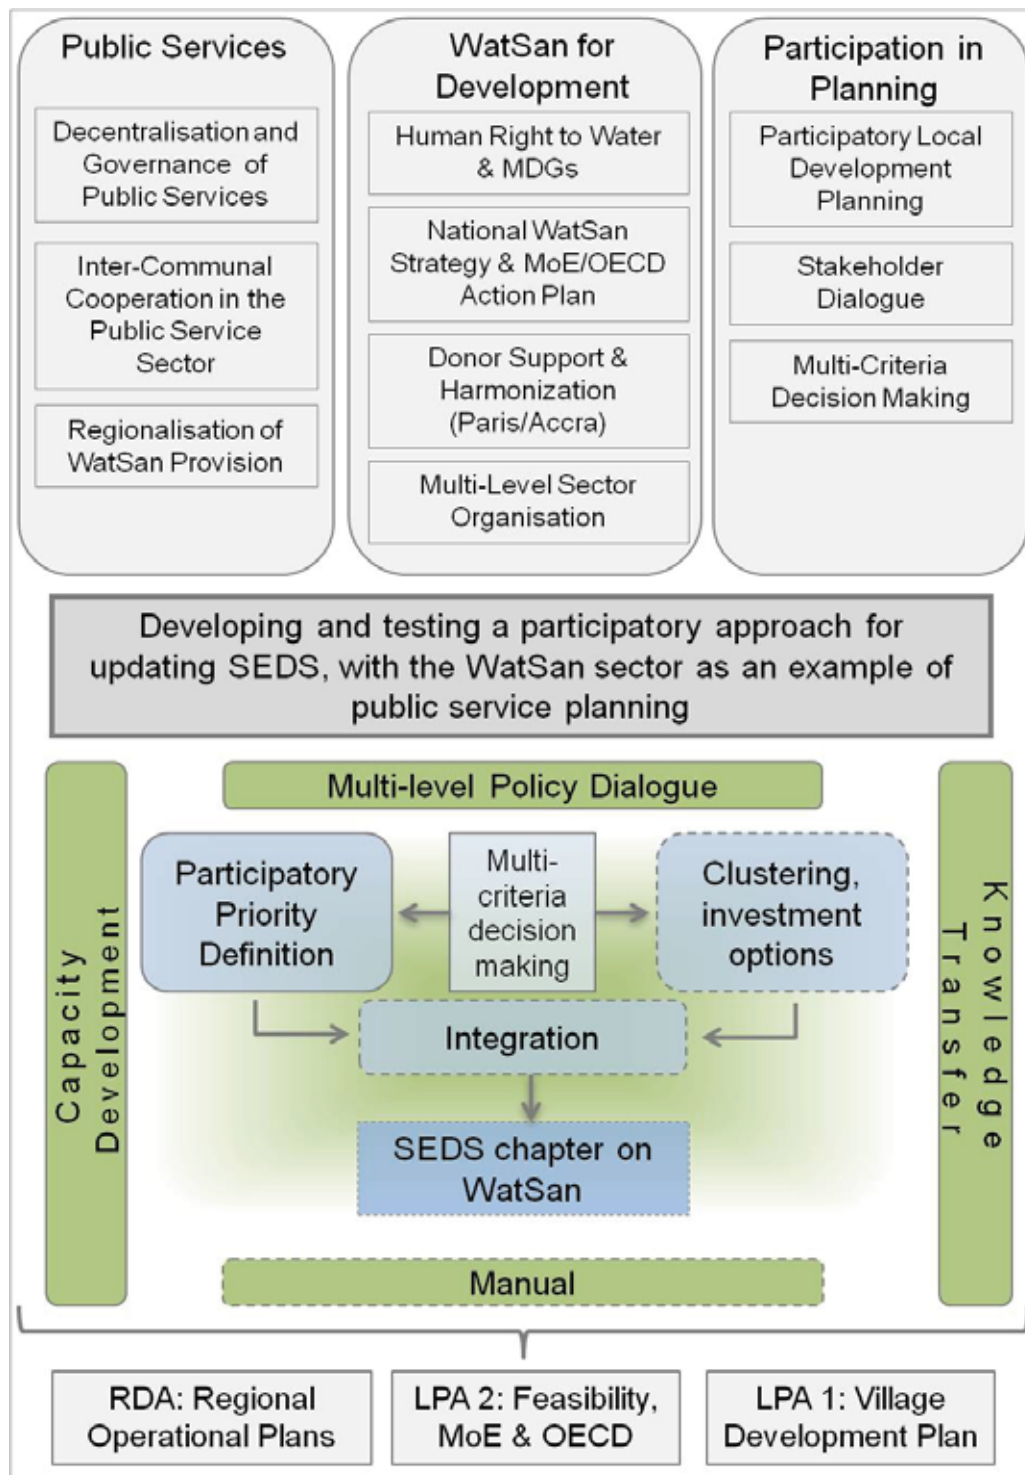 Public Services
Decentralisation and
Governance of
Public Services
Inter-Communal
Cooperation in the
Public Service
Sector
Regionalisation of
WatSan Provision
WatSan for
Development
Human Right to Water
& MDGs
National WatSan
Strategy & MoE/OECD
Action Plan
Donor Support &
Harmonization
(Paris/Accra)
Multi-Level Sector
Organisation
Participation in
Planning
Participatory Local
Development
Planning
Stakeholder
Dialogue
Multi-Criteria
Decision Making
Developing and testing a participatory approach for
updating SEDS, with the WatSan sector as an example of
public service planning
Capacity
Development
Multi-level Policy Dialogue
Participatory
Priority
Definition
Multi-
criteria
decision
making
Clustering,
investment
options
Integration
SEDS chapter on
WatSan
Manual
Knowledge
Transfer
RDA: Regional
Operational Plans
LPA 2: Feasibility,
MoE & OECD
LPA 1: Village
Development Plan